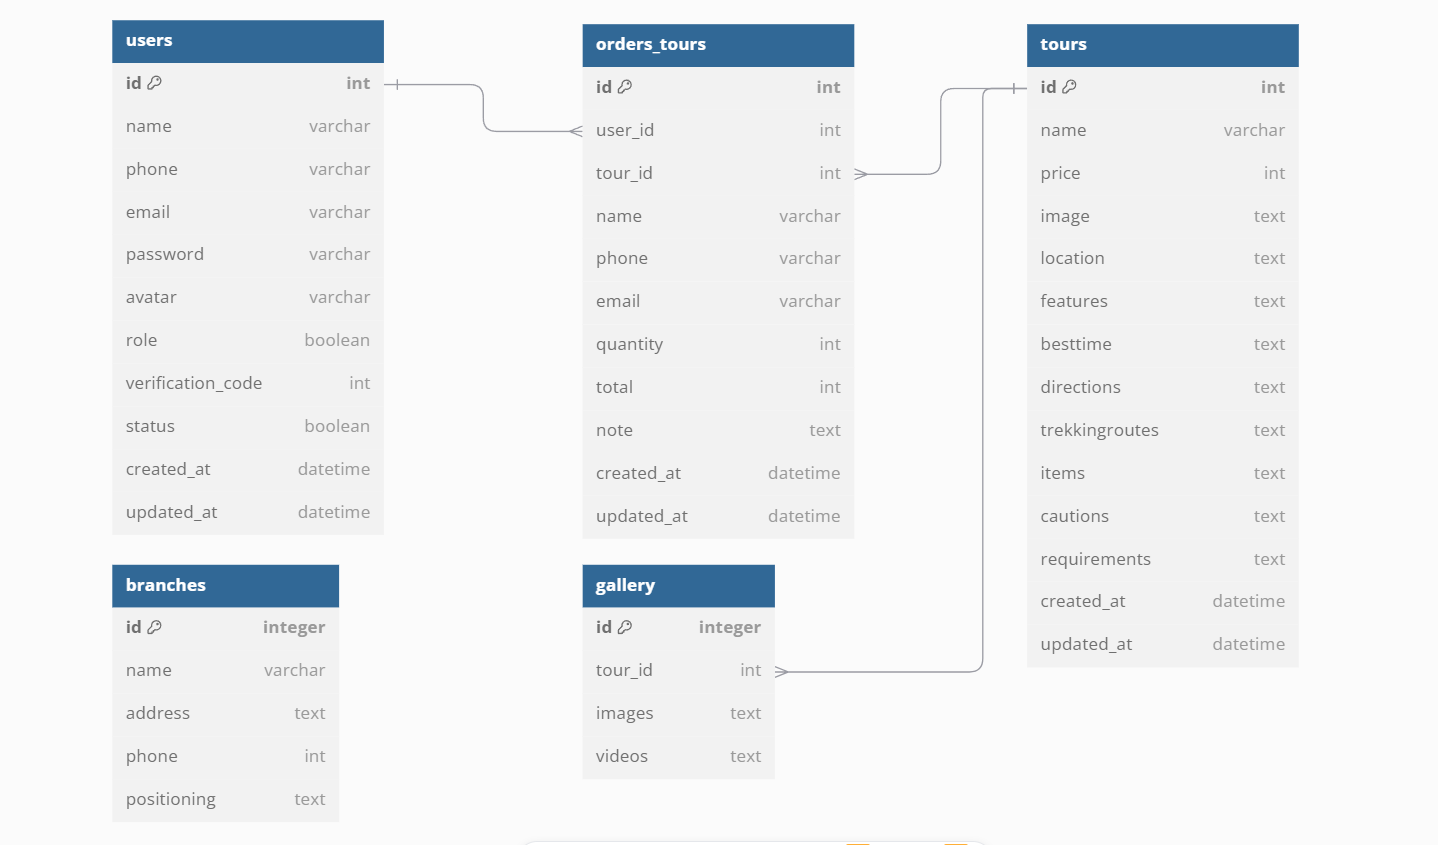 users
id int
name varchar
phone varchar
email varchar
password varchar
avatar varchar
role boolean
verification_code int
status boolean
created_at datetime
updated_at datetime
orders_tours
id int
user_id int
tour_id int
name varchar
phone varchar
email varchar
quantity int
total int
note text
created_at datetime
updated_at datetime
tours
id int
name varchar
price int
image text
location text
features text
besttime text
directions text
trekkingroutes text
items text
cautions text
requirements text
created_at datetime
updated_at datetime
branches
id integer
name varchar
address text
phone int
positioning text
gallery
id integer
tour_id int
images text
videos text